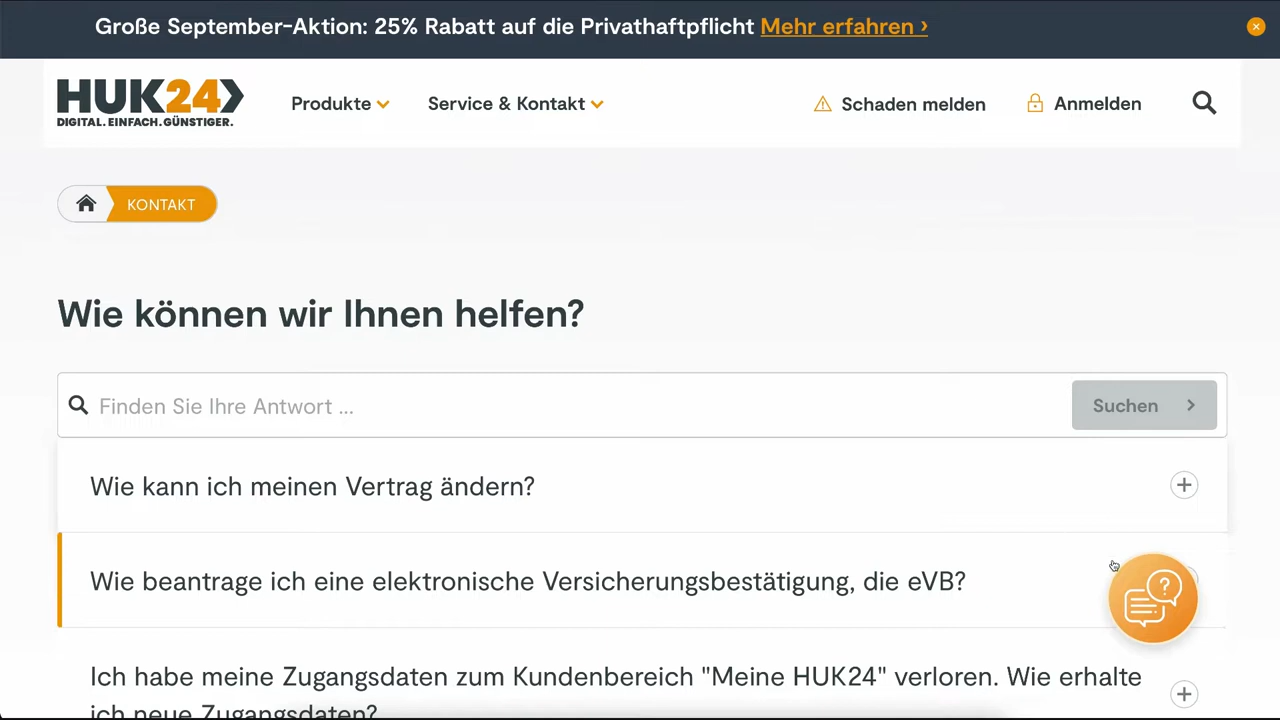 Große September-Aktion: 25% Rabatt auf die Privathaftpflicht Mehr erfahren ›
HUK24
DIGITAL. EINFACH. GÜNSTIGER.
Produkte
Service & Kontakt
Schaden melden
Anmelden
KONTAKT
Wie können wir Ihnen helfen?
Finden Sie Ihre Antwort ...
Suchen
Wie kann ich meinen Vertrag ändern?
Wie beantrage ich eine elektronische Versicherungsbestätigung, die eVB?
Ich habe meine Zugangsdaten zum Kundenbereich "Meine HUK24" verloren. Wie erhalte
ich neue Zugangsdaten?